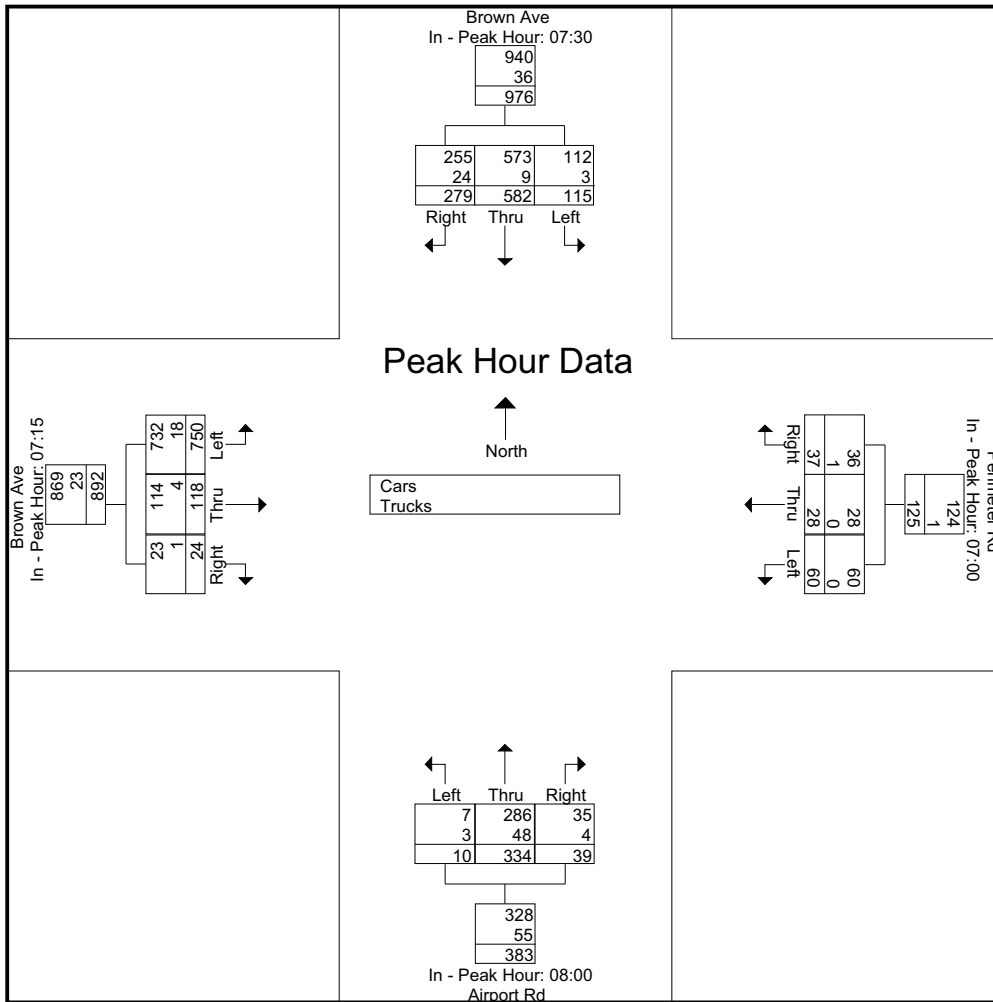 Brown Ave
In - Peak Hour: 07:30
940
36
976
255 573 112
24 9 3
279 582 115
Right Thru Left
Peak Hour Data
North
Cars
Trucks
Brown Ave
In - Peak Hour: 07:15
869
23
892
732 114 23
18 4 1
750 118 24
Left Thru Right
Perimeter Rd
In - Peak Hour: 07:00
124
1
125
36 28 60
1 0 0
37 28 60
Right Thru Left
Left Thru Right
7 286 35
3 48 4
10 334 39
328
55
383
In - Peak Hour: 08:00
Airport Rd